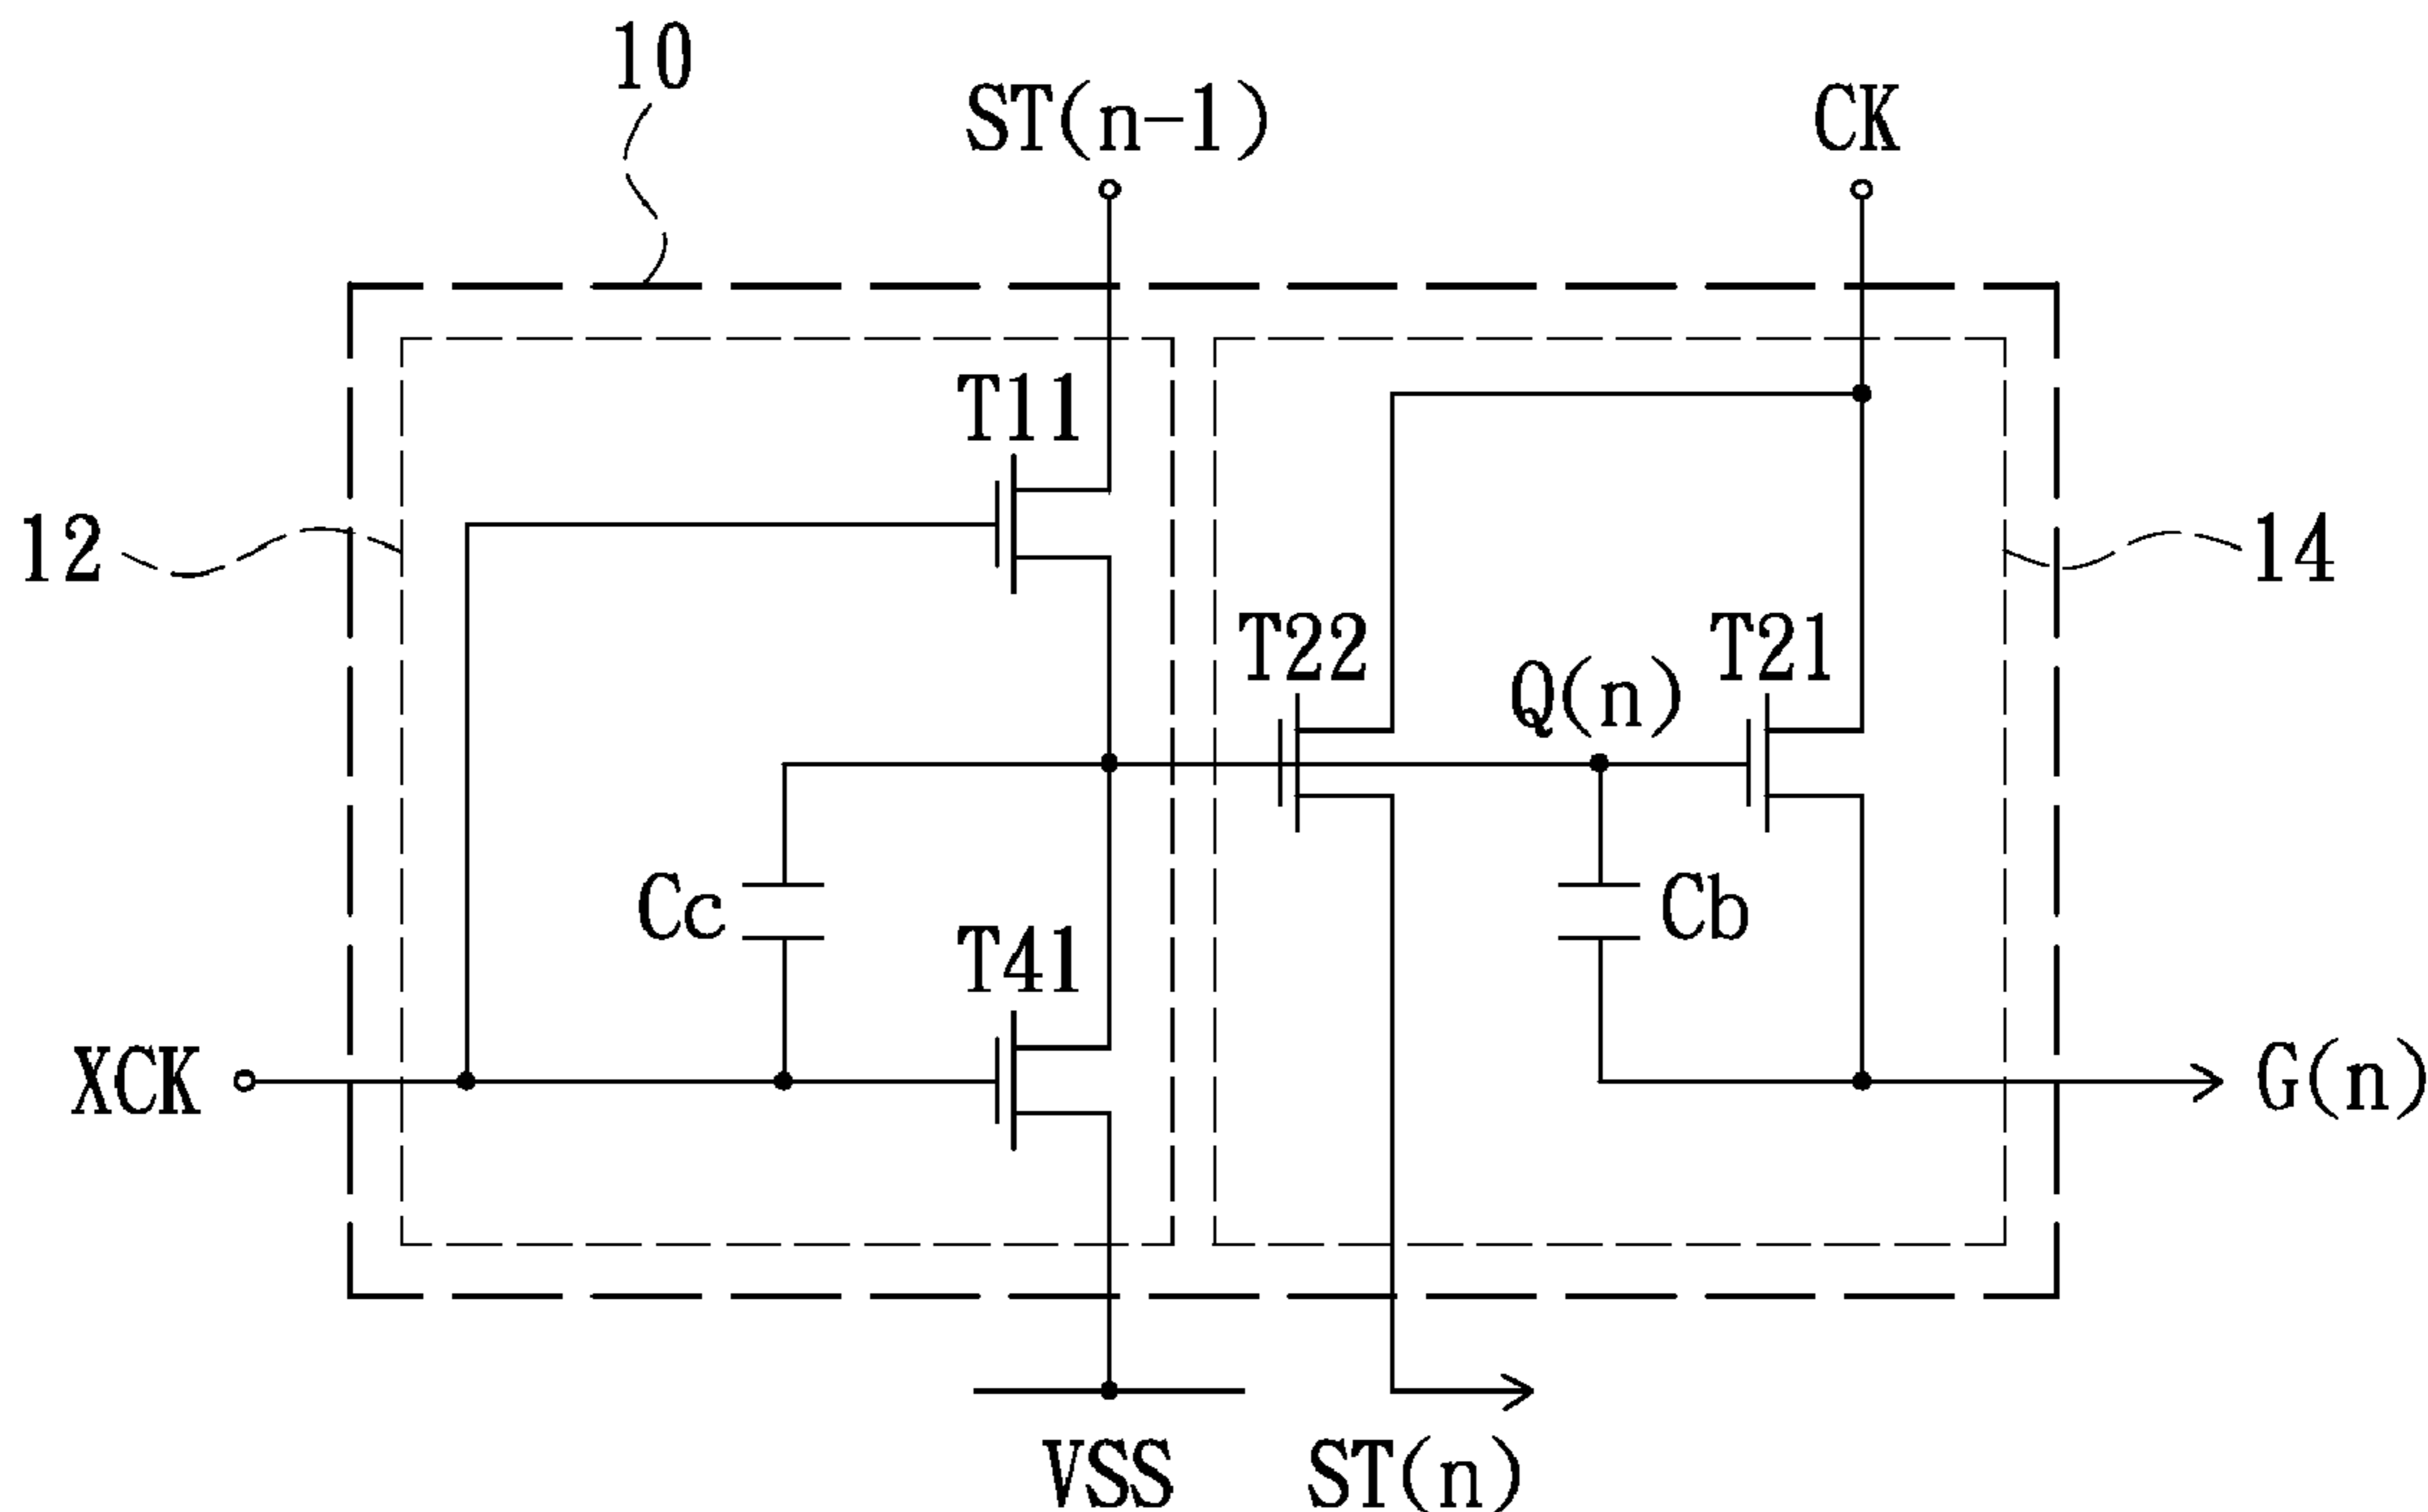 10
ST(n-1)
CK
T11
12
14
T22
Q(n)
T21
Cc
Cb
T41
XCK
G(n)
VSS
ST(n)